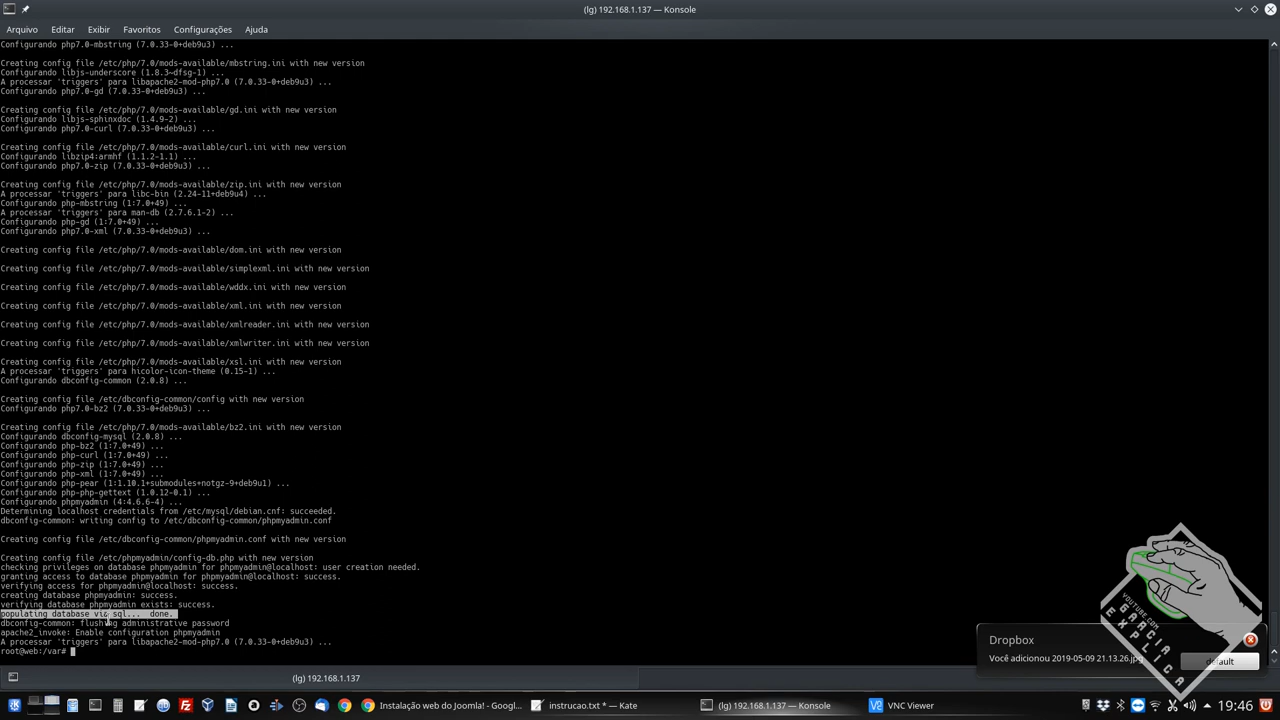 (lg) 192.168.1.137 — Konsole
Arquivo Editar Exibir Favoritos Configurações Ajuda
Configurando php7.0-mbstring (7.0.33-0+deb9u3) ...
Creating config file /etc/php/7.0/mods-available/mbstring.ini with new version
Configurando libjs-underscore (1.8.3~dfsg-1) ...
A processar 'triggers' para libapache2-mod-php7.0 (7.0.33-0+deb9u3) ...
Configurando php7.0-gd (7.0.33-0+deb9u3) ...
Creating config file /etc/php/7.0/mods-available/gd.ini with new version
Configurando libjs-sphinxdoc (1.4.9-2) ...
Configurando php7.0-curl (7.0.33-0+deb9u3) ...
Creating config file /etc/php/7.0/mods-available/curl.ini with new version
Configurando libzip4:armhf (1.1.2-1.1) ...
Configurando php7.0-zip (7.0.33-0+deb9u3) ...
Creating config file /etc/php/7.0/mods-available/zip.ini with new version
A processar 'triggers' para libc-bin (2.24-11+deb9u4) ...
Configurando php-mbstring (1:7.0+49) ...
A processar 'triggers' para man-db (2.7.6.1-2) ...
Configurando php-gd (1:7.0+49) ...
Configurando php7.0-xml (7.0.33-0+deb9u3) ...
Creating config file /etc/php/7.0/mods-available/dom.ini with new version
Creating config file /etc/php/7.0/mods-available/simplexml.ini with new version
Creating config file /etc/php/7.0/mods-available/wddx.ini with new version
Creating config file /etc/php/7.0/mods-available/xml.ini with new version
Creating config file /etc/php/7.0/mods-available/xmlreader.ini with new version
Creating config file /etc/php/7.0/mods-available/xmlwriter.ini with new version
Creating config file /etc/php/7.0/mods-available/xsl.ini with new version
A processar 'triggers' para hicolor-icon-theme (0.15-1) ...
Configurando dbconfig-common (2.0.8) ...
Creating config file /etc/dbconfig-common/config with new version
Configurando php7.0-bz2 (7.0.33-0+deb9u3) ...
Creating config file /etc/php/7.0/mods-available/bz2.ini with new version
Configurando dbconfig-mysql (2.0.8) ...
Configurando php-bz2 (1:7.0+49) ...
Configurando php-curl (1:7.0+49) ...
Configurando php-zip (1:7.0+49) ...
Configurando php-xml (1:7.0+49) ...
Configurando php-pear (1:1.10.1+submodules+notgz-9+deb9u1) ...
Configurando php-php-gettext (1.0.12-0.1) ...
Configurando phpmyadmin (4:4.6.6-4) ...
Determining localhost credentials from /etc/mysql/debian.cnf: succeeded.
dbconfig-common: writing config to /etc/dbconfig-common/phpmyadmin.conf
Creating config file /etc/dbconfig-common/phpmyadmin.conf with new version
Creating config file /etc/phpmyadmin/config-db.php with new version
checking privileges on database phpmyadmin for phpmyadmin@localhost: user creation needed.
granting access to database phpmyadmin for phpmyadmin@localhost: success.
verifying access for phpmyadmin@localhost: success.
creating database phpmyadmin: success.
verifying database phpmyadmin exists: success.
populating database via sql... done.
dbconfig-common: flushing administrative password
apache2_invoke: Enable configuration phpmyadmin
A processar 'triggers' para libapache2-mod-php7.0 (7.0.33-0+deb9u3) ...
root@web:/var#
Dropbox
Você adicionou 2019-05-09 21.13.26.jpg
default
YOUTUBE.COM
GARCIA
EXPLICA
(lg) 192.168.1.137
Instalação web do Joomla! - Googl... instrucao.txt * — Kate (lg) 192.168.1.137 — Konsole VNC Viewer 19:46